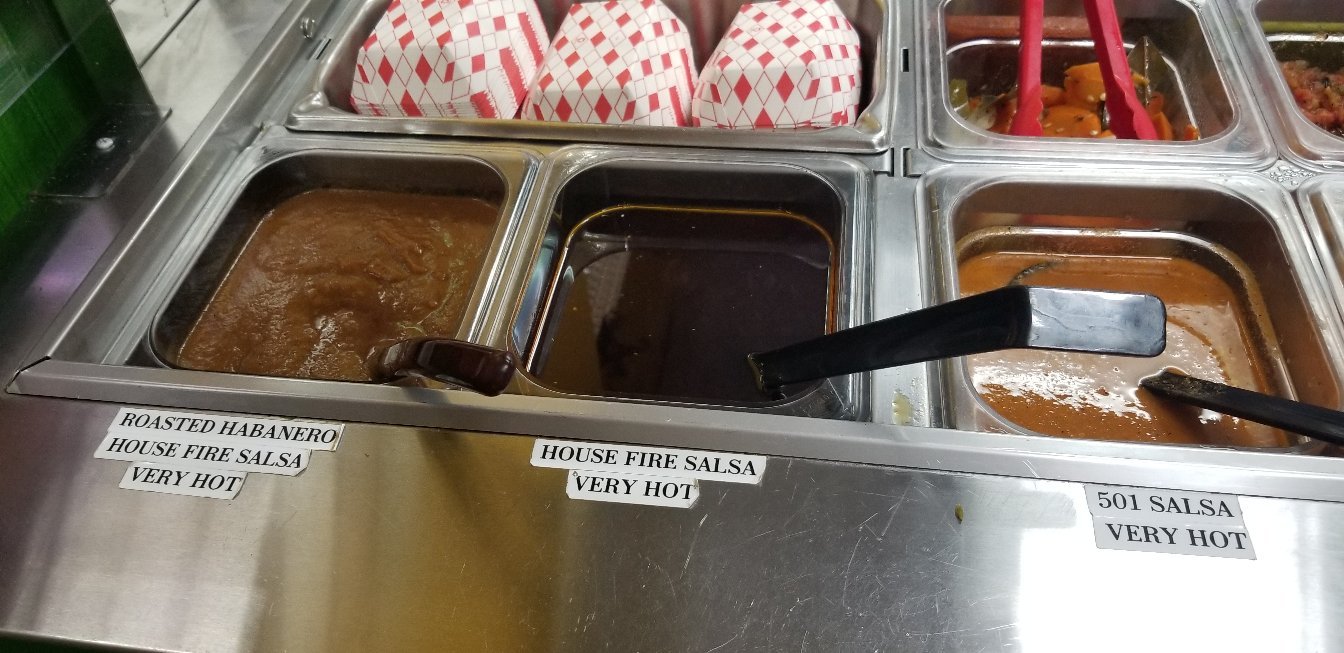 ROASTED HABANERO
HOUSE FIRE SALSA
VERY HOT
HOUSE FIRE SALSA
VERY HOT
501 SALSA
VERY HOT